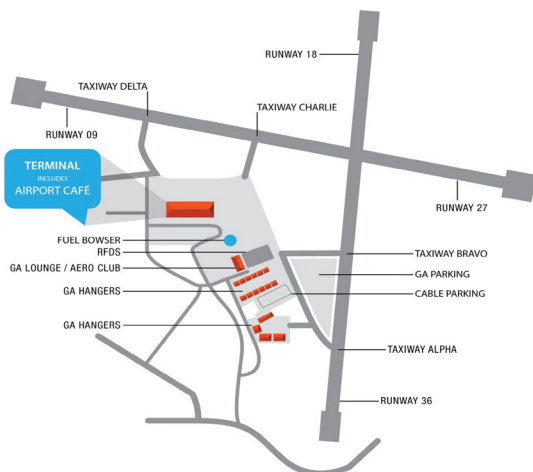 RUNWAY 18
TAXIWAY DELTA
TAXIWAY CHARLIE
RUNWAY 09
TERMINAL
INCLUDES
AIRPORT CAFÉ
RUNWAY 27
FUEL BOWSER
RFDS
GA LOUNGE / AERO CLUB
GA HANGERS
GA HANGERS
TAXIWAY BRAVO
GA PARKING
CABLE PARKING
TAXIWAY ALPHA
RUNWAY 36